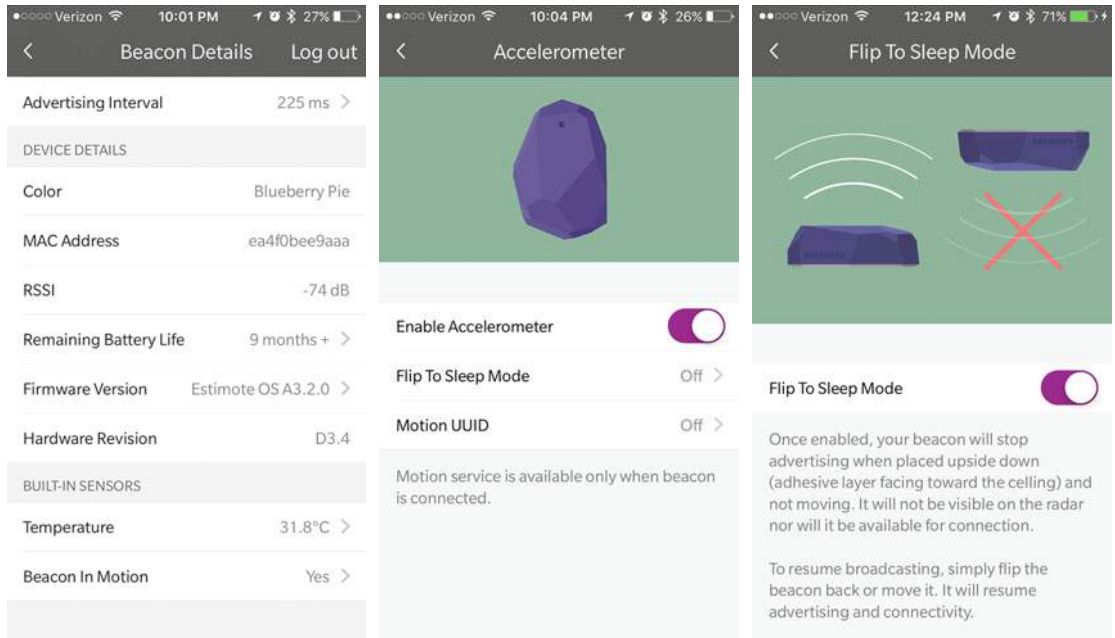 Verizon 10:01 PM 27%
Beacon Details Log out
Advertising Interval 225 ms
DEVICE DETAILS
Color Blueberry Pie
MAC Address ea4f0bee9aaa
RSSI -74 dB
Remaining Battery Life 9 months +
Firmware Version Estimote OS A3.2.0
Hardware Revision D3.4
BUILT-IN SENSORS
Temperature 31.8°C
Beacon In Motion Yes
Verizon 10:04 PM 26%
Accelerometer
Enable Accelerometer
Flip To Sleep Mode Off
Motion UUID Off
Motion service is available only when beacon
is connected.
Verizon 12:24 PM 71%
Flip To Sleep Mode
Flip To Sleep Mode
Once enabled, your beacon will stop
advertising when placed upside down
(adhesive layer facing toward the celling) and
not moving. It will not be visible on the radar
nor will it be available for connection.
To resume broadcasting, simply flip the
beacon back or move it. It will resume
advertising and connectivity.